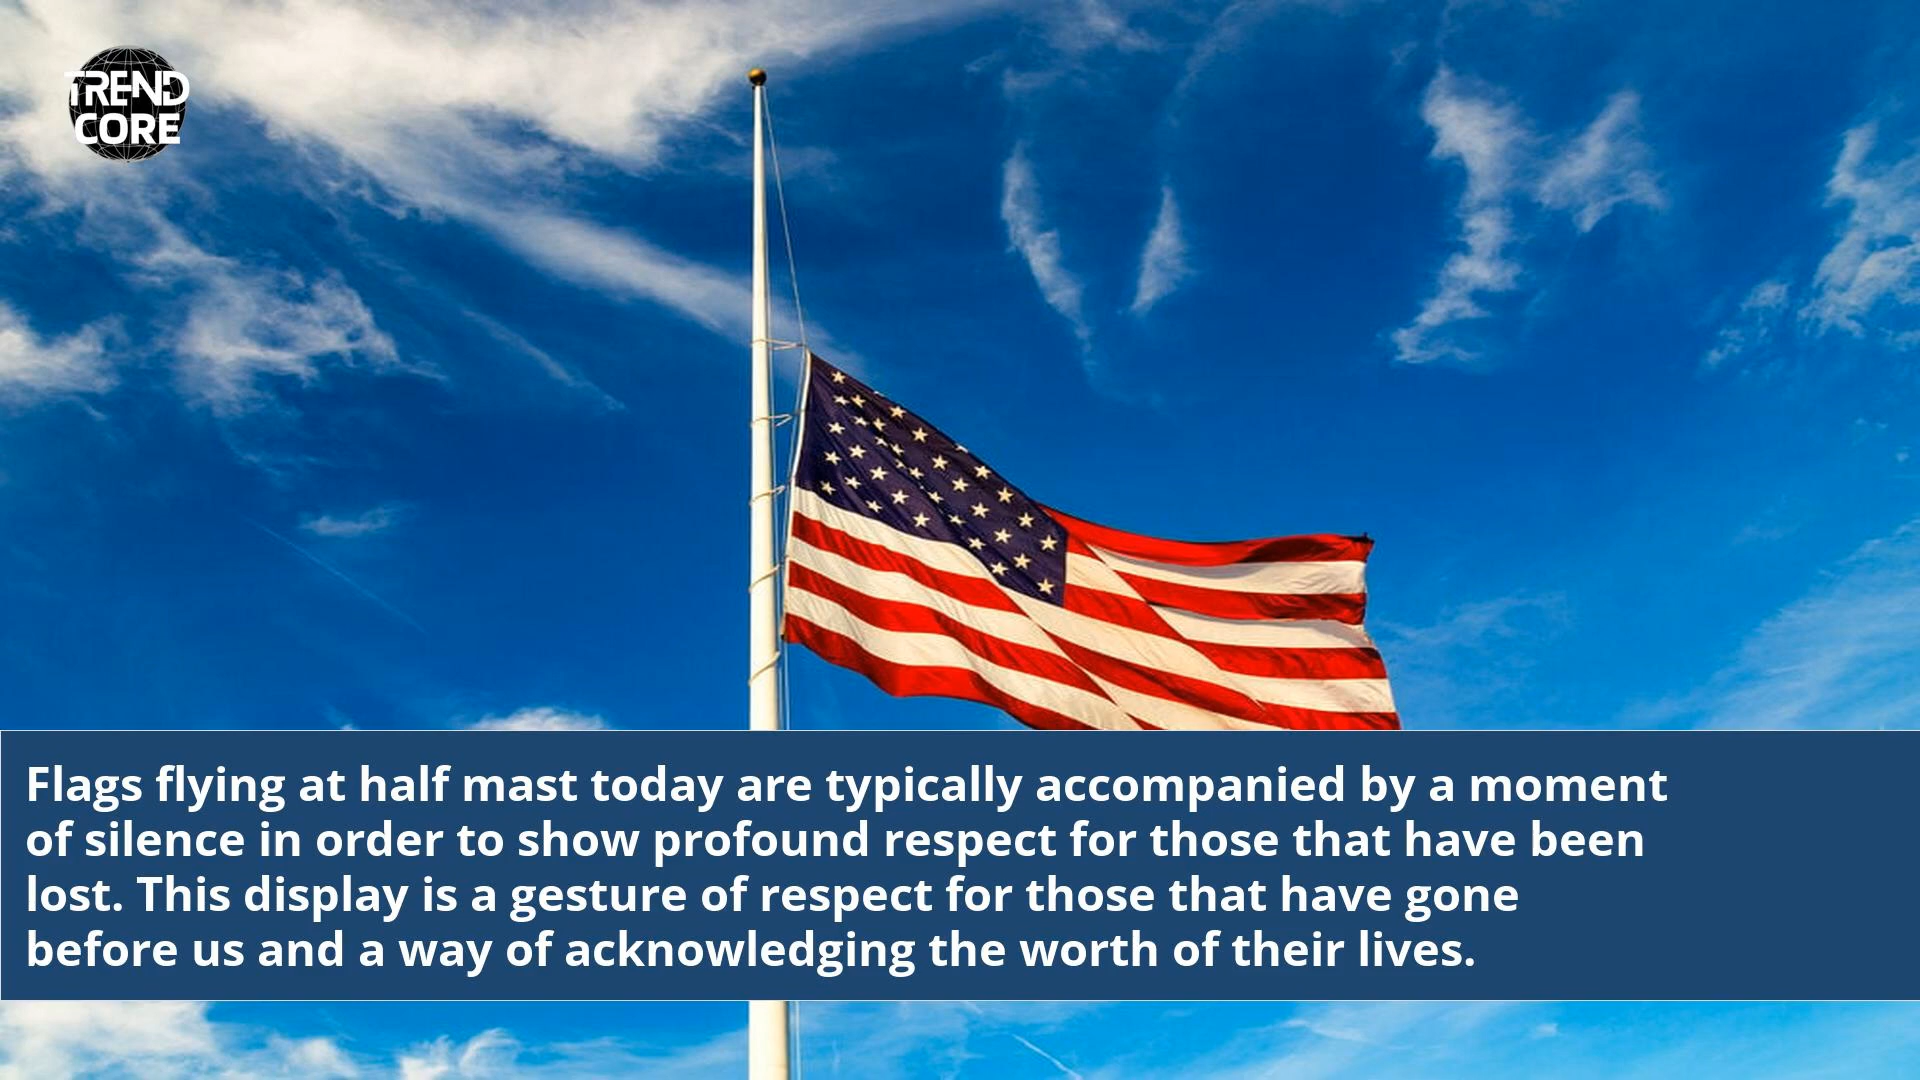 TREND
CORE
Flags flying at half mast today are typically accompanied by a moment
of silence in order to show profound respect for those that have been
lost. This display is a gesture of respect for those that have gone
before us and a way of acknowledging the worth of their lives.